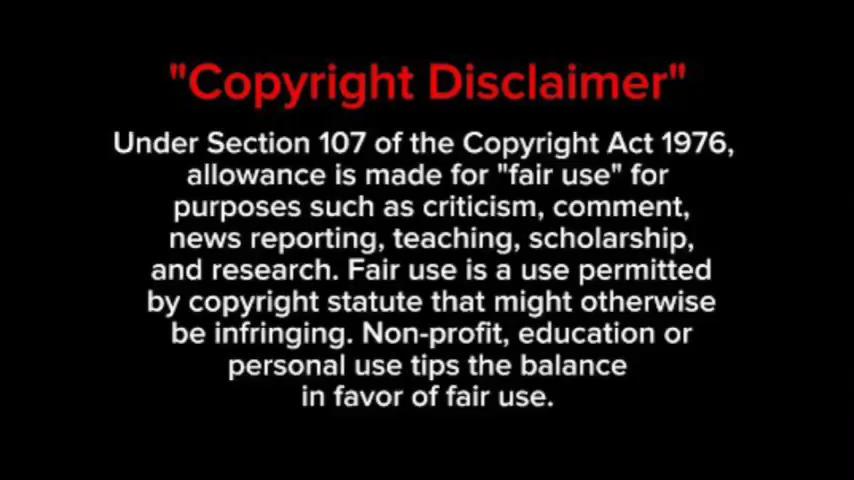 "Copyright Disclaimer"
Under Section 107 of the Copyright Act 1976,
allowance is made for "fair use" for
purposes such as criticism, comment,
news reporting, teaching, scholarship,
and research. Fair use is a use permitted
by copyright statute that might otherwise
be infringing. Non-profit, education or
personal use tips the balance
in favor of fair use.